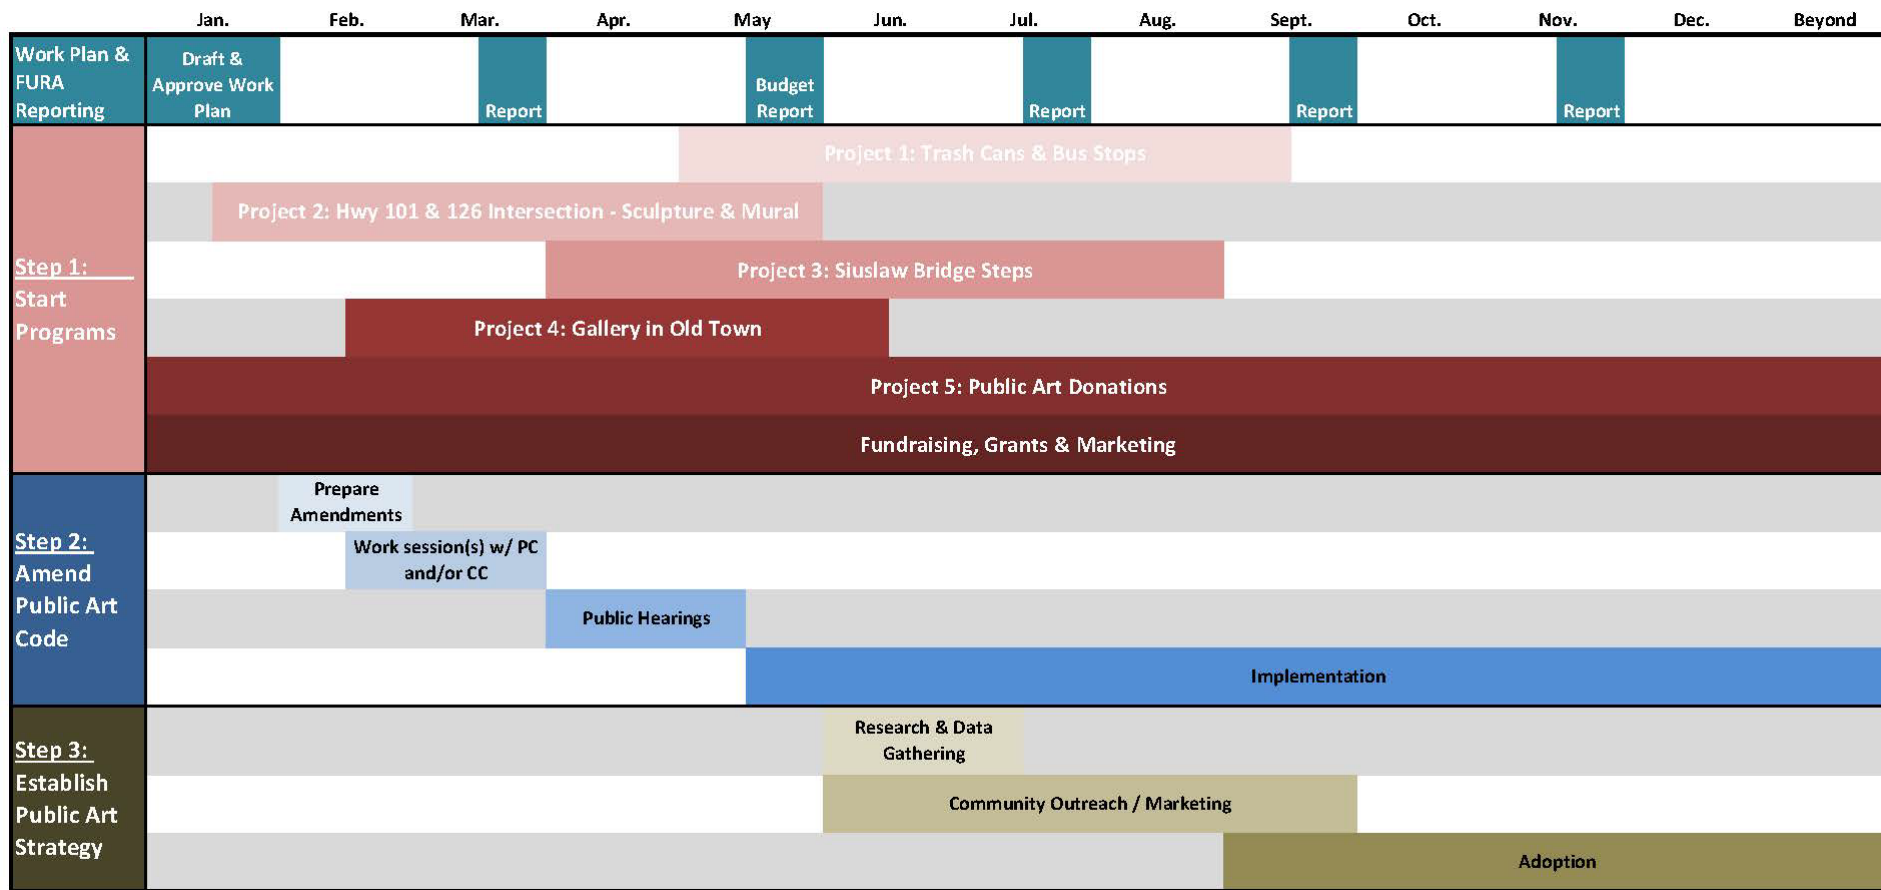 Jan. Feb. Mar. Apr. May Jun. Jul. Aug. Sept. Oct. Nov. Dec. Beyond
Work Plan &
FURA
Reporting
Draft &
Approve Work
Plan
Report
Budget
Report
Report
Report
Report
Step 1:
Start
Programs
Project 1: Trash Cans & Bus Stops
Project 2: Hwy 101 & 126 Intersection - Sculpture & Mural
Project 3: Siuslaw Bridge Steps
Project 4: Gallery in Old Town
Project 5: Public Art Donations
Fundraising, Grants & Marketing
Step 2:
Amend
Public Art
Code
Prepare
Amendments
Work session(s) w/ PC
and/or CC
Public Hearings
Implementation
Step 3:
Establish
Public Art
Strategy
Research & Data
Gathering
Community Outreach / Marketing
Adoption